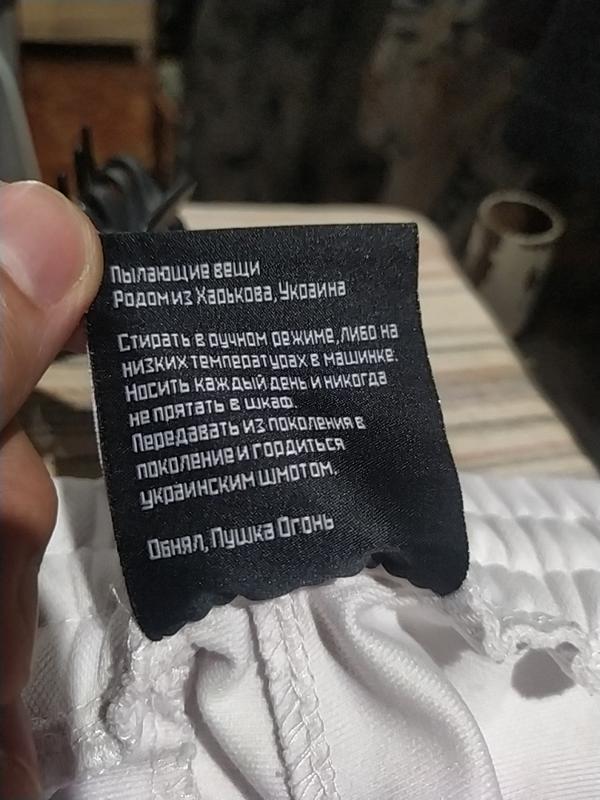 Пылающие вещи
Родом из Харькова, Украина
Стирать в ручном режиме, либо на
низких температурах в машинке.
Носить каждый день и никогда
не прятать в шкаф.
Передавать из поколения в
поколение и гордиться
украинским шмотом.
Обнял, Пушка Огонь